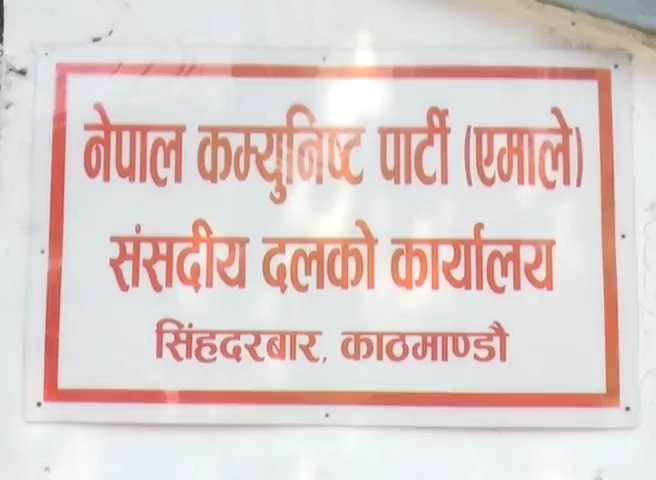 नेपाल कम्युनिष्ट पार्टी (एमाले)
संसदीय दलको कार्यालय
सिंहदरबार, काठमाण्डौ